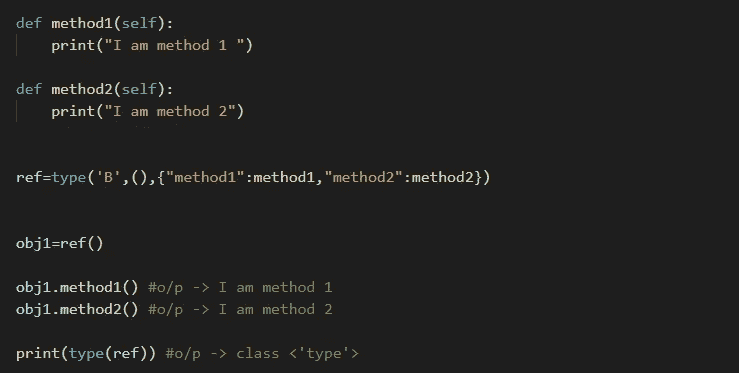 def method1(self):
    print("I am method 1 ")
def method2(self):
    print("I am method 2")
ref=type('B',(),{"method1":method1,"method2":method2})
obj1=ref()
obj1.method1() #o/p -> I am method 1
obj1.method2() #o/p -> I am method 2
print(type(ref)) #o/p -> class <'type'>